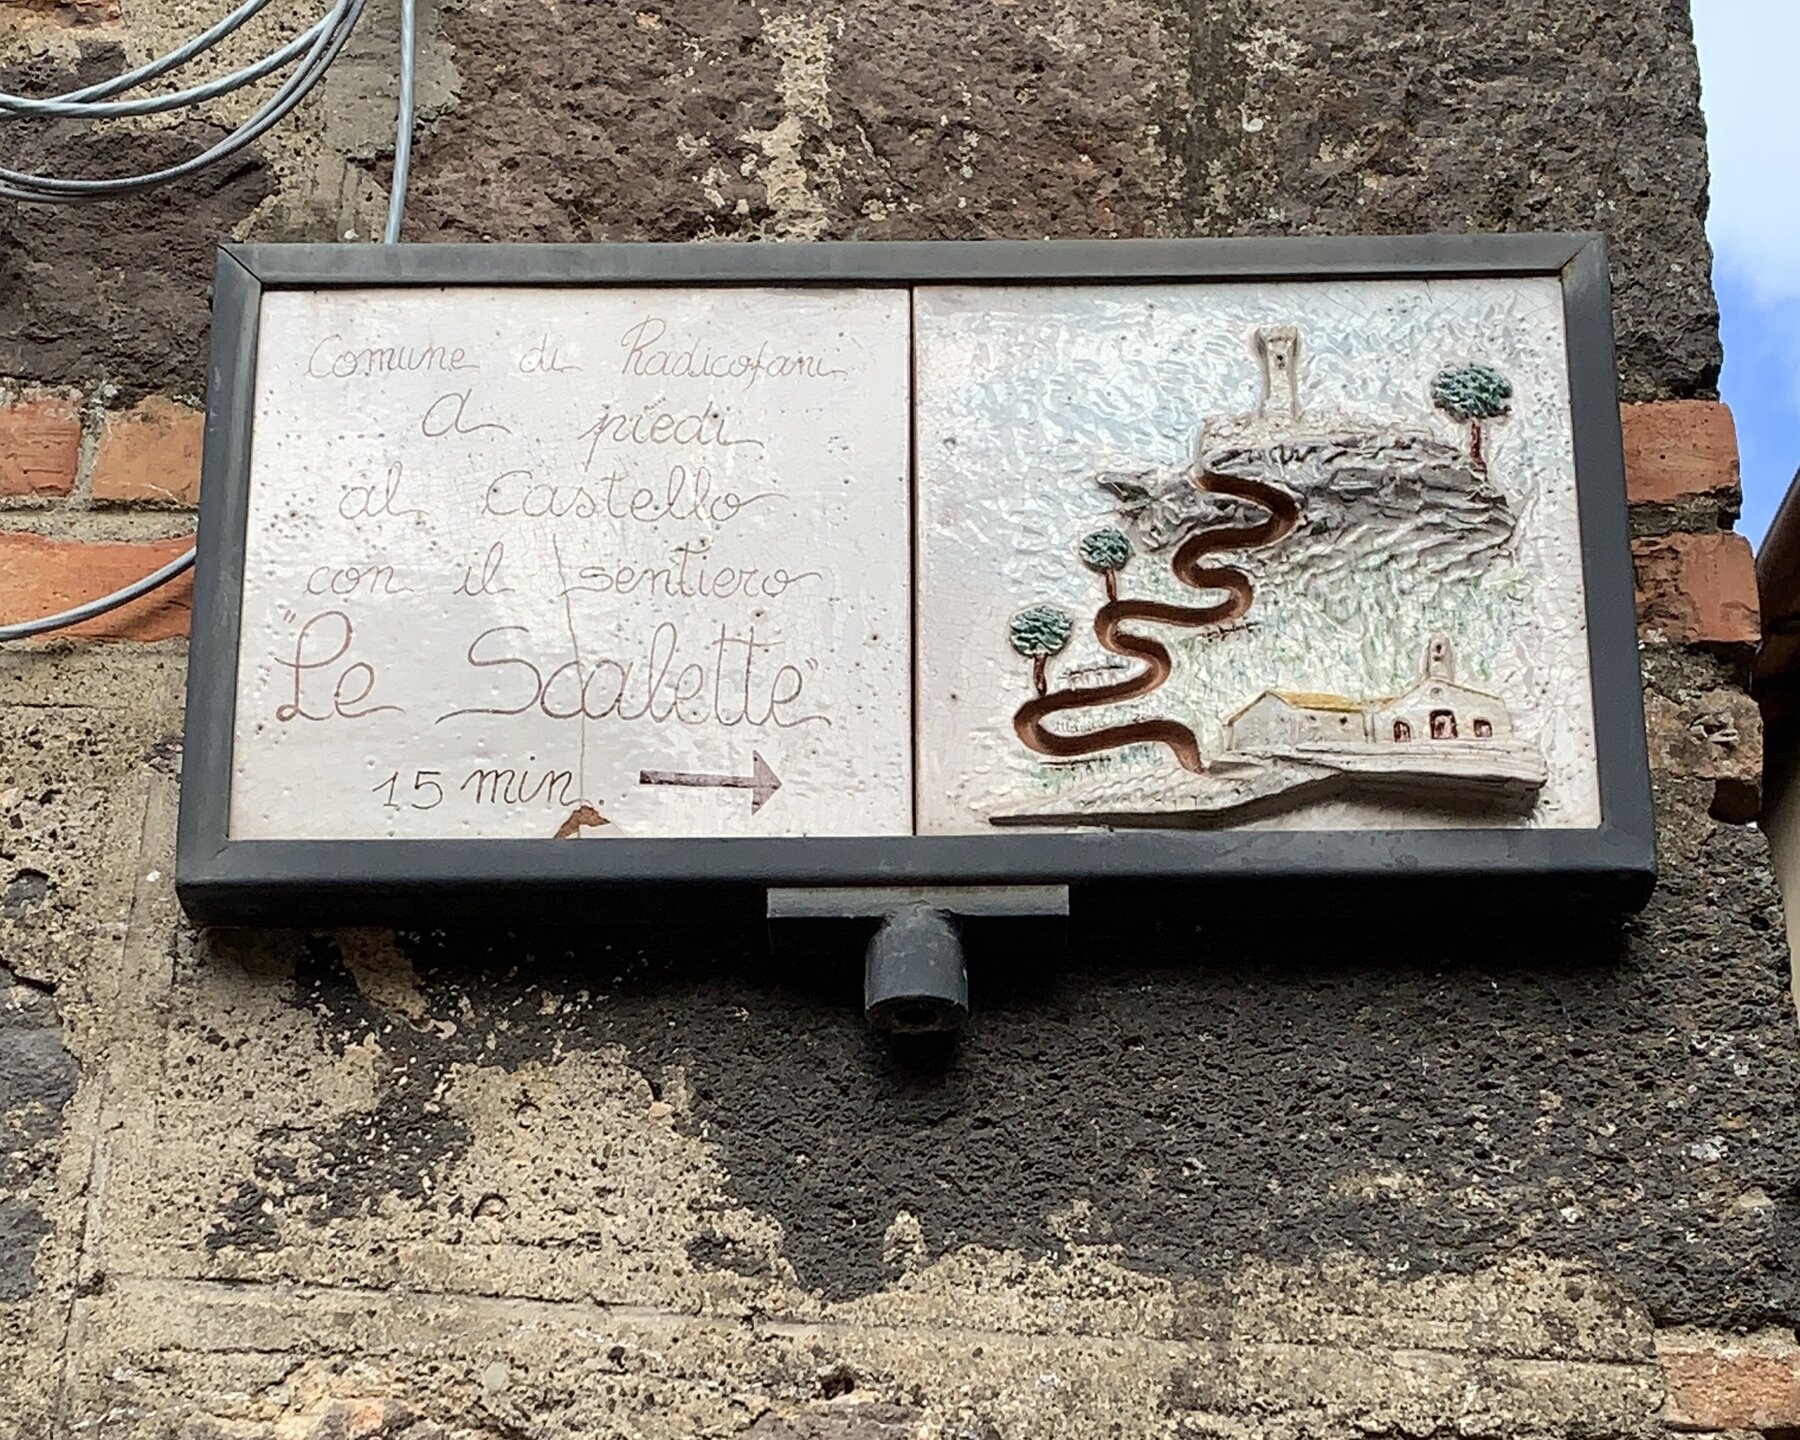 Comune di Radicofani
a piedi
al Castello
con il sentiero
"Le Scalette"
15 min.